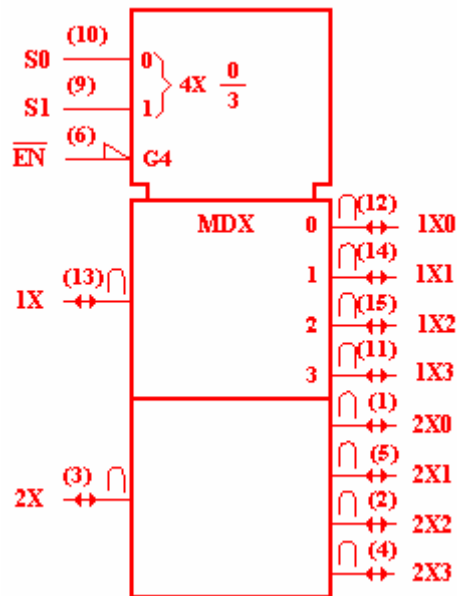 (10)
S0 0 4X 0/3
(9)
S1 1
(6)
EN G4
MDX 0 (12) 1X0
1 (14) 1X1
(13)
1X
2 (15) 1X2
3 (11) 1X3
(1) 2X0
(5) 2X1
(3)
2X
(2) 2X2
(4) 2X3